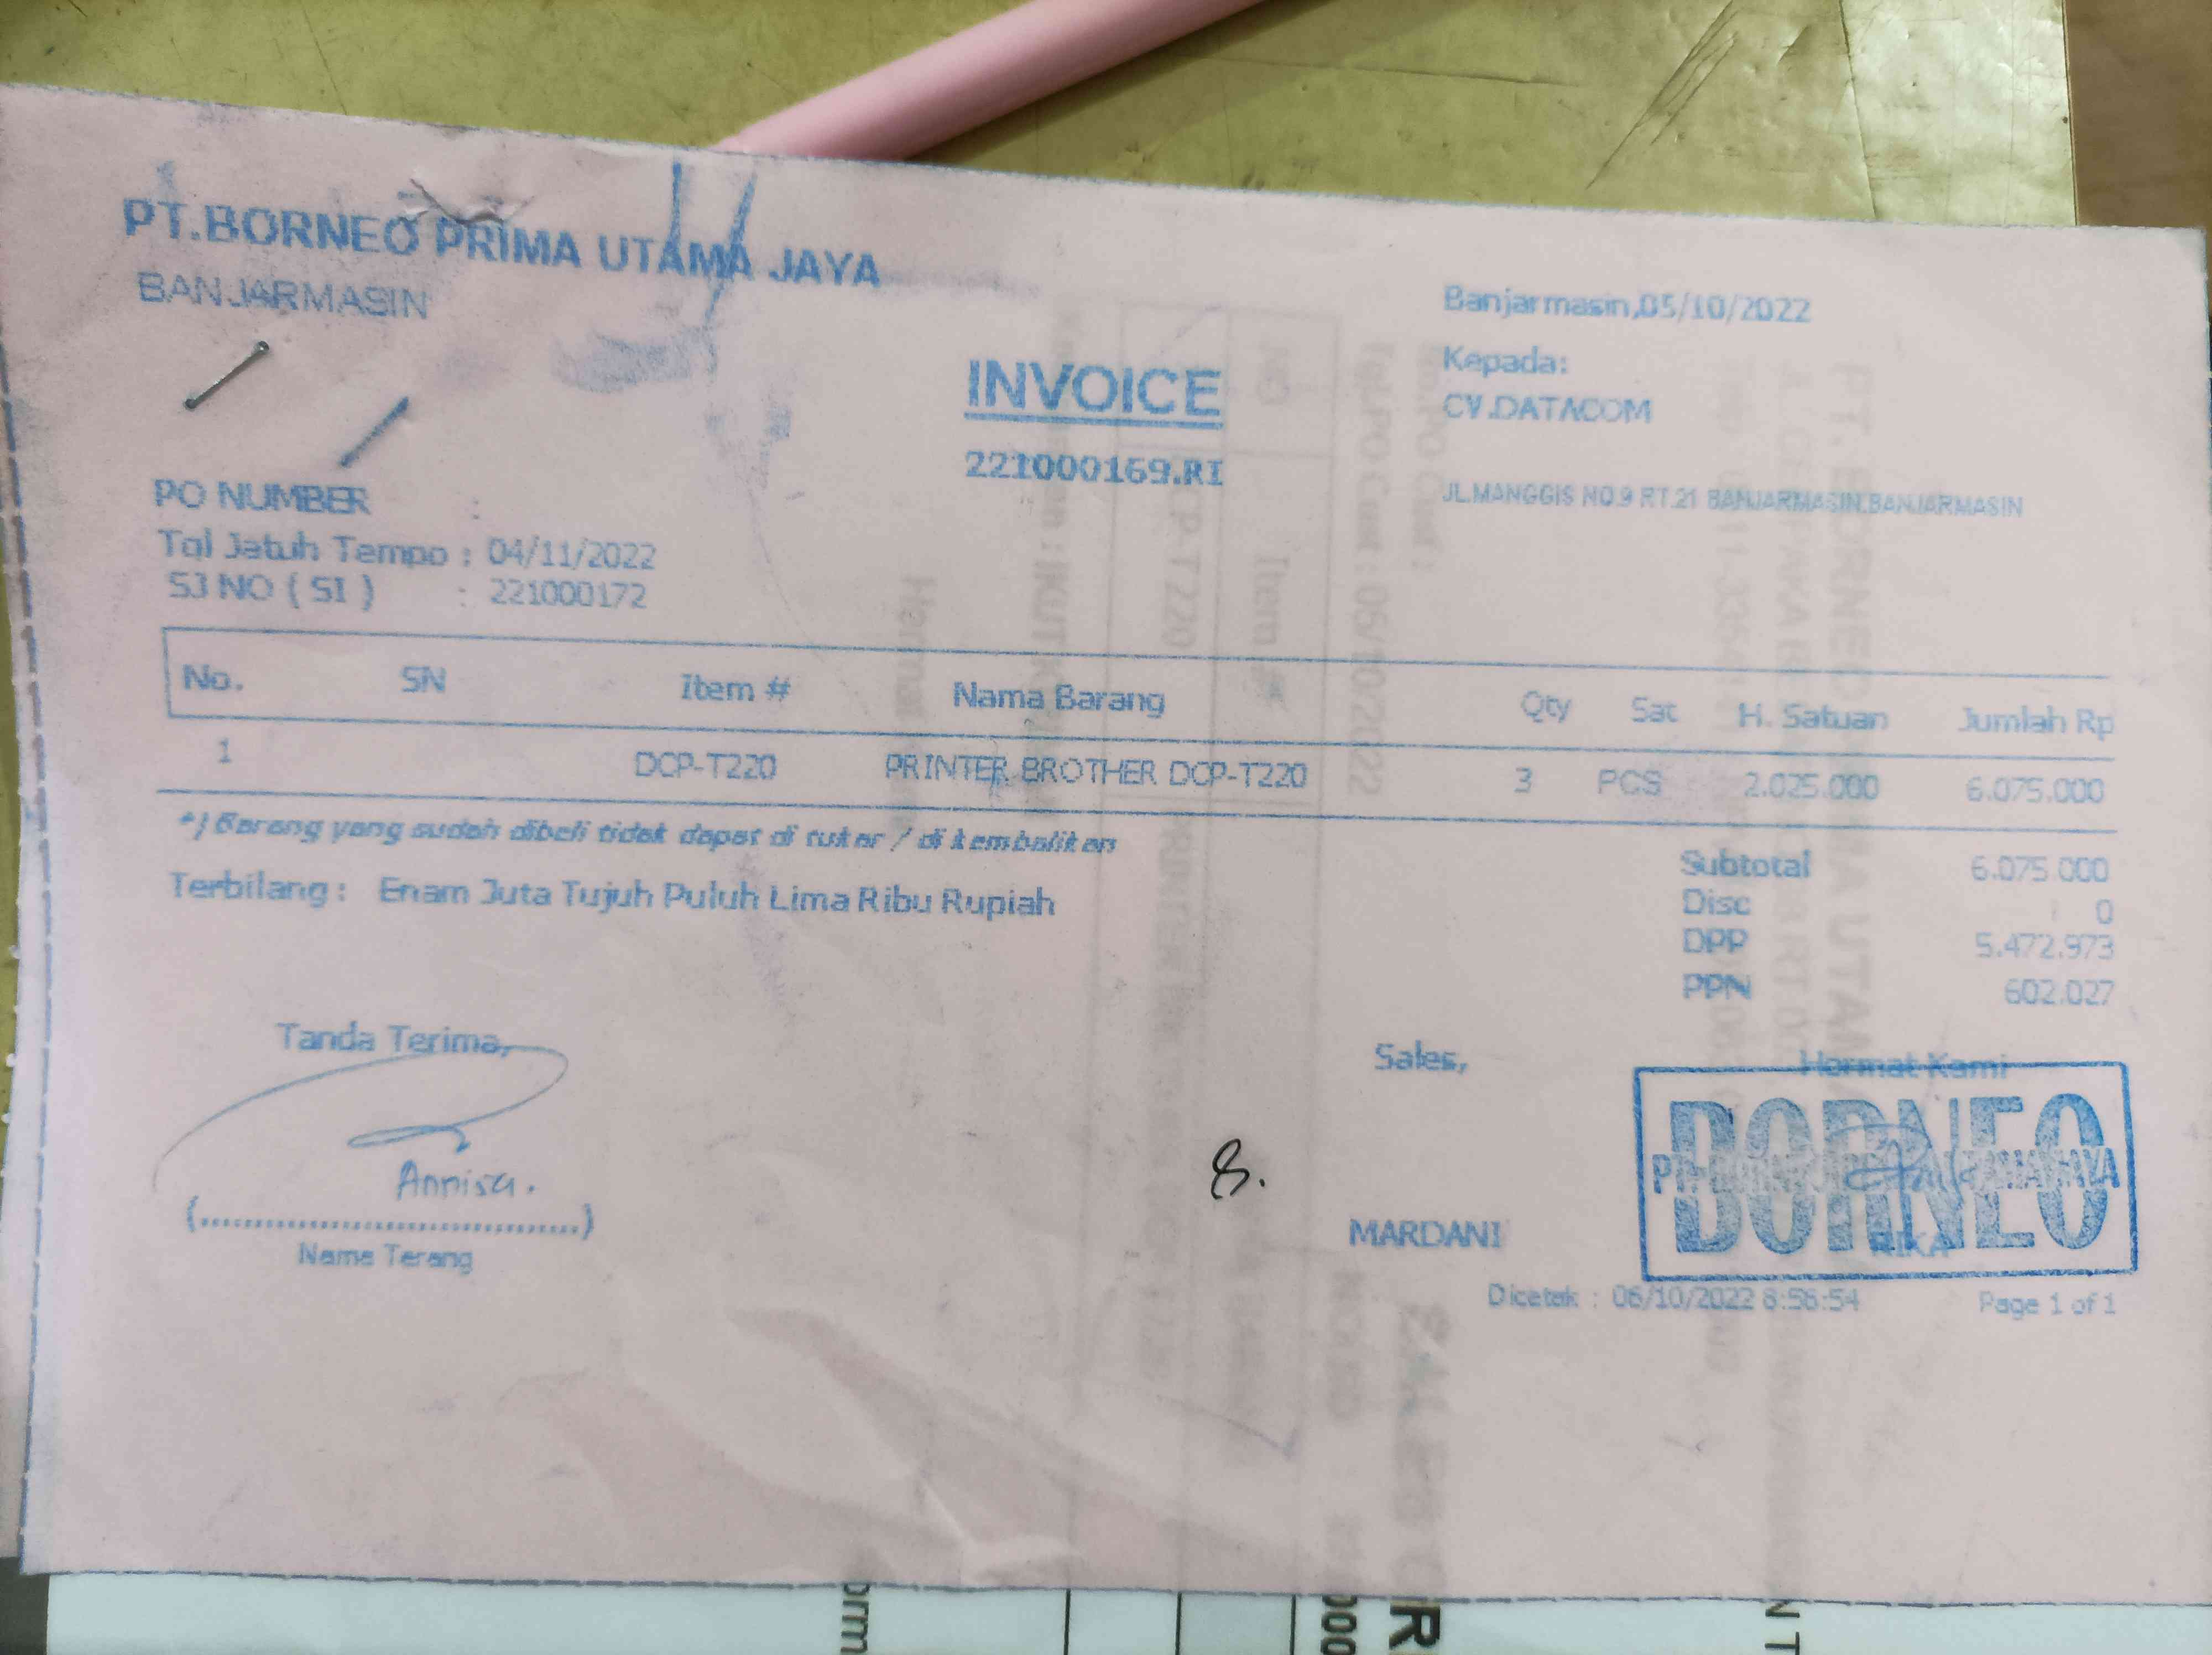 PT.BORNEO PRIMA UTAMA JAYA
BANJARMASIN
Banjarmasin,05/10/2022
Kepada:
CV.DATACOM
JL.MANGGIS NO.9 RT.21 BANJARMASIN,BANJARMASIN
INVOICE
221000169.RI
PO NUMBER :
Tgl Jatuh Tempo : 04/11/2022
SJ NO ( SI ) : 221000172
No. SN Item # Nama Barang Qty Sat H. Satuan Jumlah Rp
1 DCP-T220 PRINTER BROTHER DCP-T220 3 PCS 2.025.000 6.075.000
*) Barang yang sudah dibeli tidak dapat di tukar / di kembalikan
Terbilang : Enam Juta Tujuh Puluh Lima Ribu Rupiah
Subtotal 6.075.000
Disc 0
DPP 5.472.973
PPN 602.027
Tanda Terima,
Sales,
Hormat Kami
BORNEO
Annisa.
(....................................)
Nama Terang
8.
MARDANI
RIKA
Dicetak : 06/10/2022 8:56:54 Page 1 of 1